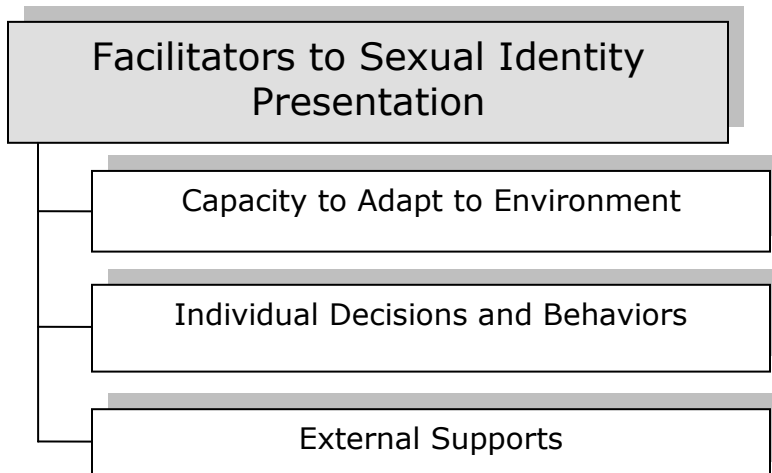 Facilitators to Sexual Identity
Presentation
Capacity to Adapt to Environment
Individual Decisions and Behaviors
External Supports